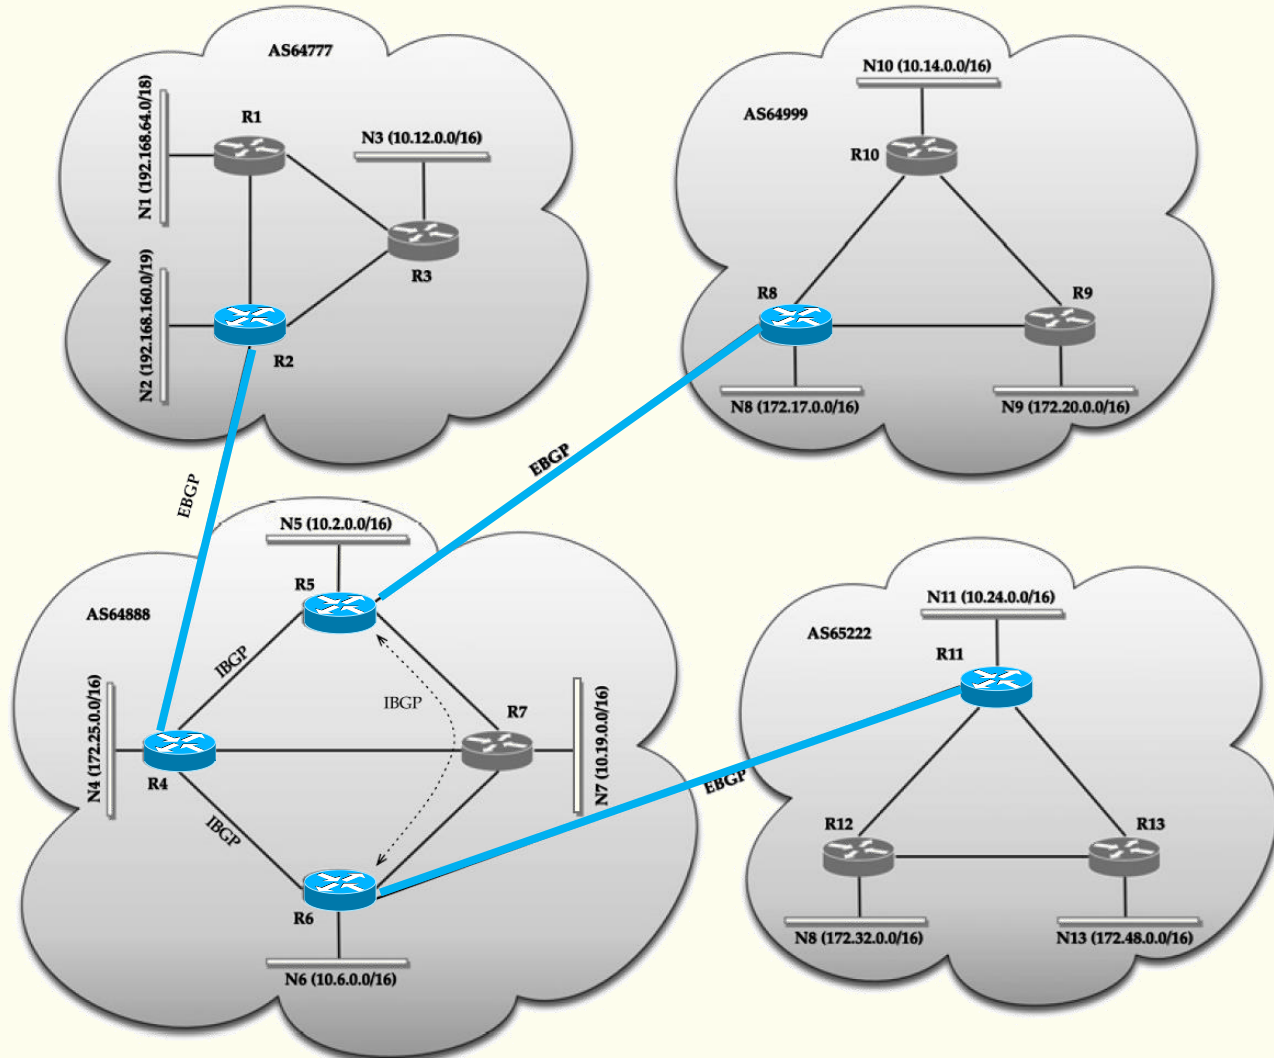 AS64777
R1
N1 (192.168.64.0/18)
N3 (10.12.0.0/16)
R3
N2 (192.168.160.0/19)
R2
N10 (10.14.0.0/16)
AS64999
R10
R8
R9
N8 (172.17.0.0/16)
N9 (172.20.0.0/16)
EBGP
EBGP
N5 (10.2.0.0/16)
R5
AS64888
IBGP
IBGP
N4 (172.25.0.0/16)
R4
R7
N7 (10.19.0.0/16)
IBGP
R6
N6 (10.6.0.0/16)
EBGP
N11 (10.24.0.0/16)
AS65222
R11
R12
R13
N8 (172.32.0.0/16)
N13 (172.48.0.0/16)